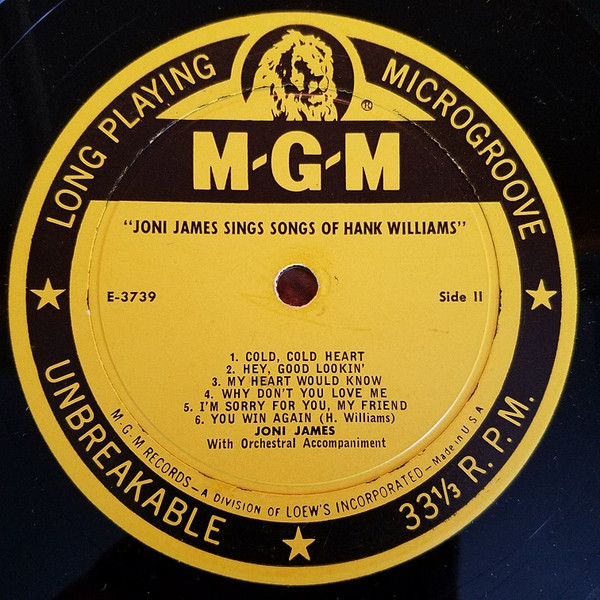 LONG PLAYING
MICROGROOVE
®
M-G-M
"JONI JAMES SINGS SONGS OF HANK WILLIAMS"
E-3739
Side II
1. COLD, COLD HEART
2. HEY, GOOD LOOKIN'
3. MY HEART WOULD KNOW
4. WHY DON'T YOU LOVE ME
5. I'M SORRY FOR YOU, MY FRIEND
6. YOU WIN AGAIN (H. Williams)
JONI JAMES
With Orchestral Accompaniment
M-G-M RECORDS – A DIVISION OF LOEW'S INCORPORATED – Made in U S A
UNBREAKABLE
33⅓ R. P. M.